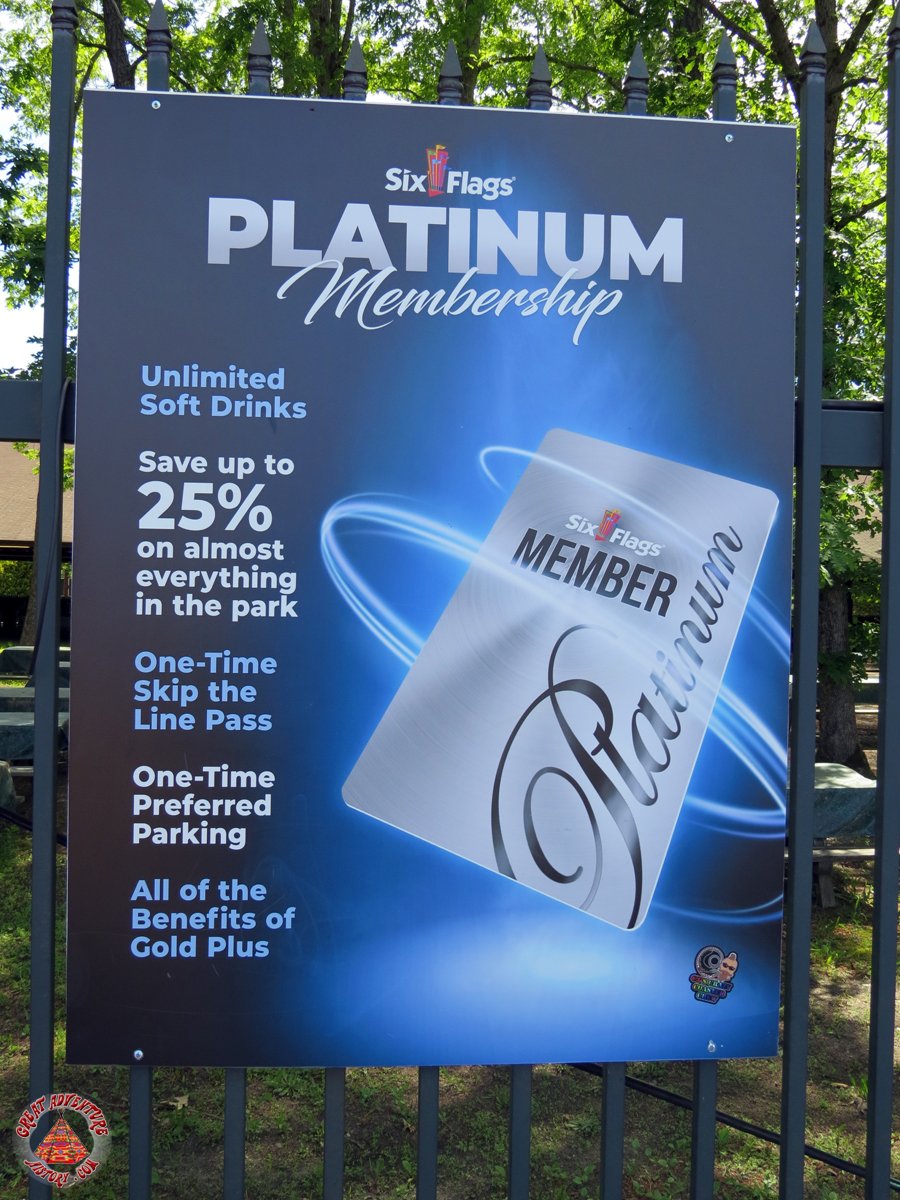 Six Flags
PLATINUM
Membership
Unlimited
Soft Drinks
Save up to
25%
on almost
everything
in the park
One-Time
Skip the
Line Pass
One-Time
Preferred
Parking
All of the
Benefits of
Gold Plus
Six Flags
MEMBER
Platinum
GREAT ADVENTURE
HISTORY.COM